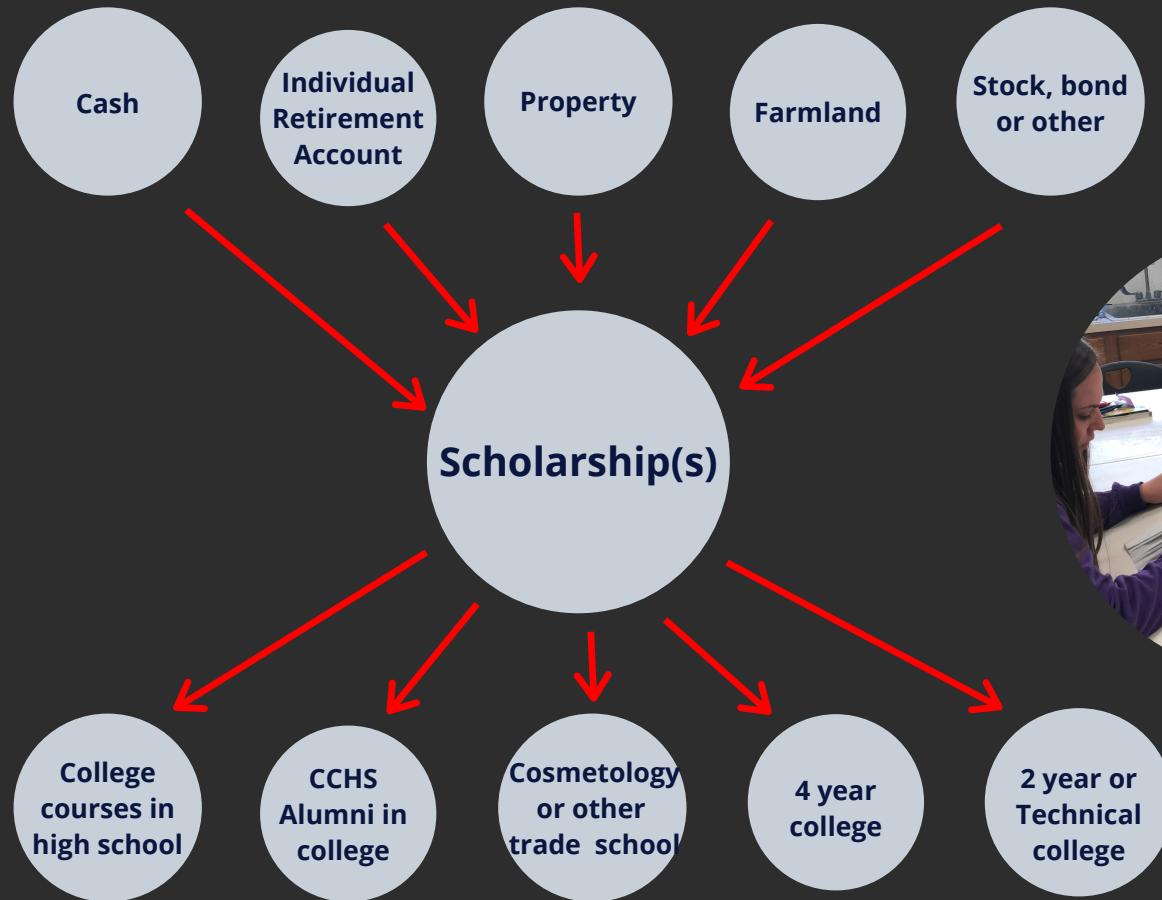 Cash
Individual
Retirement
Account
Property
Farmland
Stock, bond
or other
Scholarship(s)
College
courses in
high school
CCHS
Alumni in
college
Cosmetology
or other
trade  school
4 year
college
2 year or
Technical
college